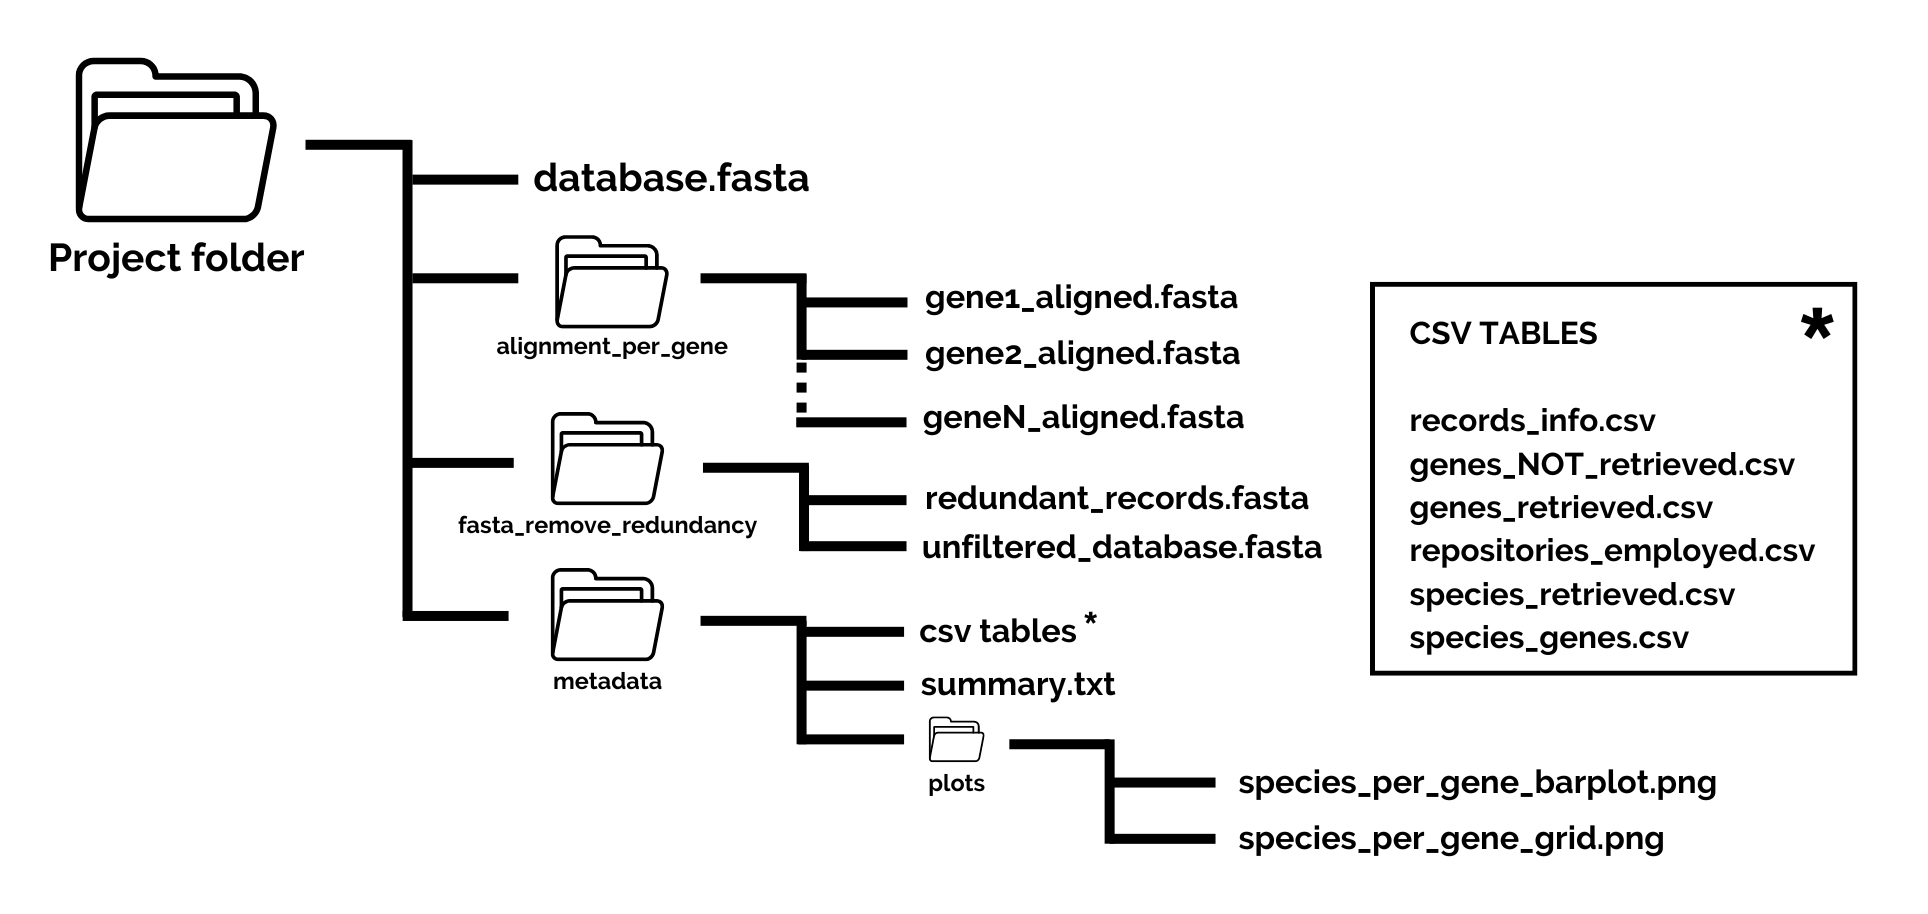 Project folder
database.fasta
alignment_per_gene
gene1_aligned.fasta
gene2_aligned.fasta
geneN_aligned.fasta
fasta_remove_redundancy
redundant_records.fasta
unfiltered_database.fasta
metadata
csv tables *
summary.txt
plots
species_per_gene_barplot.png
species_per_gene_grid.png
CSV TABLES *
records_info.csv
genes_NOT_retrieved.csv
genes_retrieved.csv
repositories_employed.csv
species_retrieved.csv
species_genes.csv